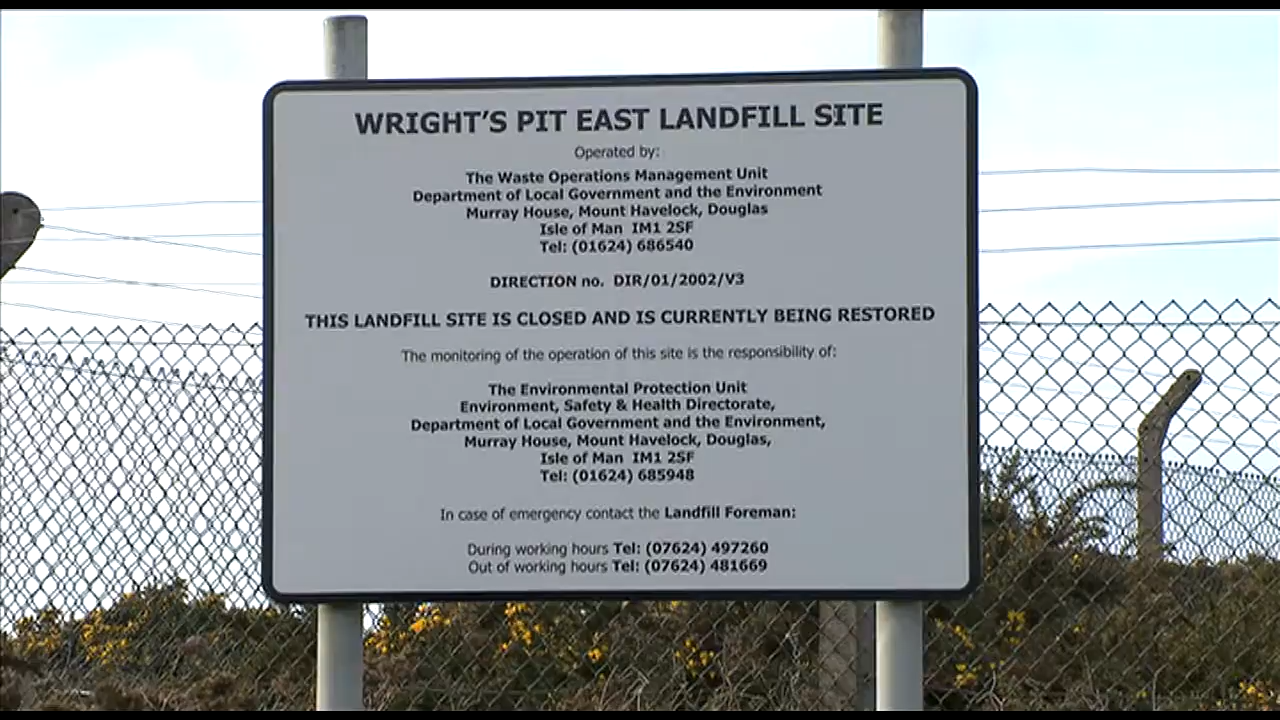 WRIGHT'S PIT EAST LANDFILL SITE
Operated by:
The Waste Operations Management Unit
Department of Local Government and the Environment
Murray House, Mount Havelock, Douglas
Isle of Man IM1 2SF
Tel: (01624) 686540
DIRECTION no. DIR/01/2002/V3
THIS LANDFILL SITE IS CLOSED AND IS CURRENTLY BEING RESTORED
The monitoring of the operation of this site is the responsibility of:
The Environmental Protection Unit
Environment, Safety & Health Directorate,
Department of Local Government and the Environment,
Murray House, Mount Havelock, Douglas,
Isle of Man IM1 2SF
Tel: (01624) 685948
In case of emergency contact the Landfill Foreman:
During working hours Tel: (07624) 497260
Out of working hours Tel: (07624) 481669